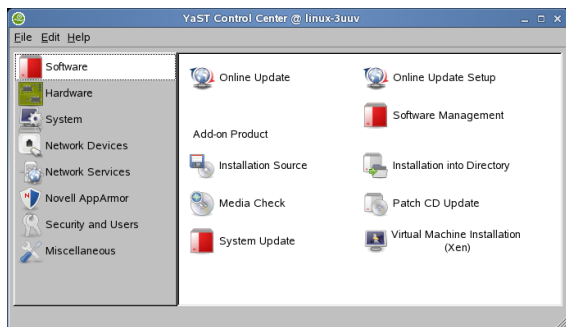 YaST Control Center @ linux-3uuv
File Edit Help
Software
Hardware
System
Network Devices
Network Services
Novell AppArmor
Security and Users
Miscellaneous
Online Update
Online Update Setup
Software Management
Add-on Product
Installation Source
Installation into Directory
Media Check
Patch CD Update
System Update
Virtual Machine Installation
(Xen)